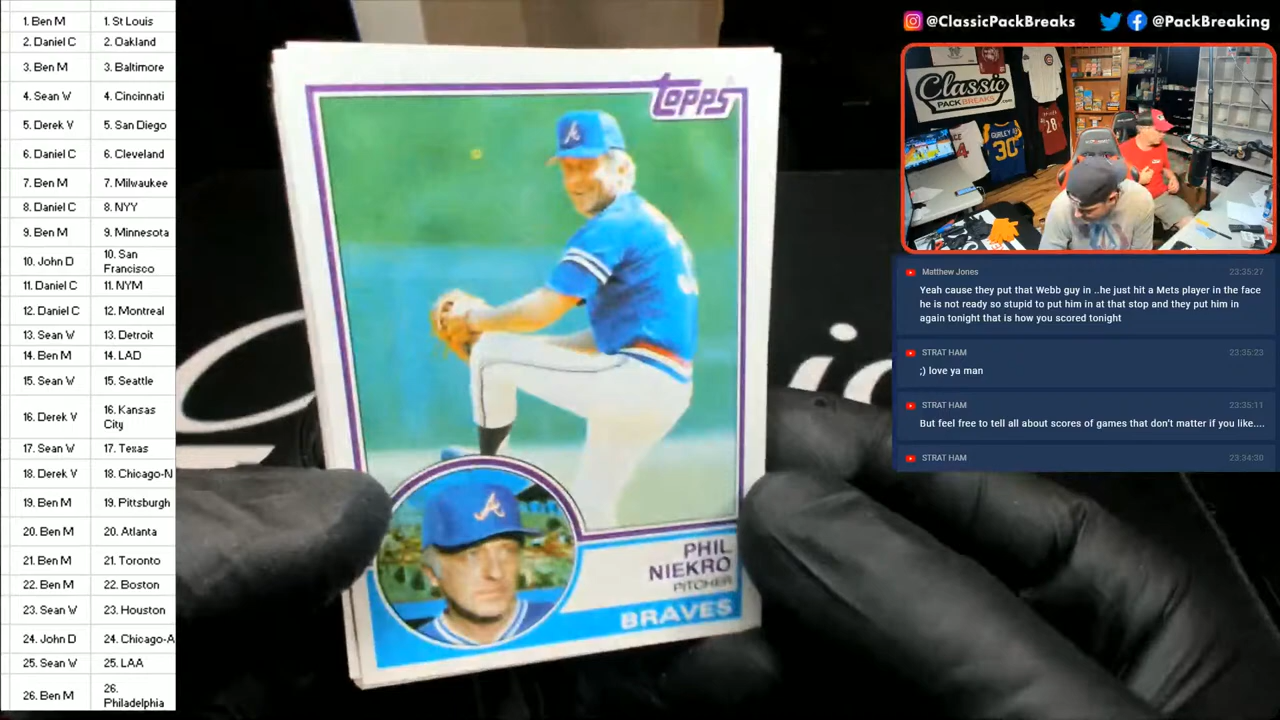 1. Ben M 1. St Louis
2. Daniel C 2. Oakland
3. Ben M 3. Baltimore
4. Sean W 4. Cincinnati
5. Derek V 5. San Diego
6. Daniel C 6. Cleveland
7. Ben M 7. Milwaukee
8. Daniel C 8. NYY
9. Ben M 9. Minnesota
10. John D 10. San
Francisco
11. Daniel C 11. NYM
12. Daniel C 12. Montreal
13. Sean W 13. Detroit
14. Ben M 14. LAD
15. Sean W 15. Seattle
16. Derek V 16. Kansas
City
17. Sean W 17. Texas
18. Derek V 18. Chicago-N
19. Ben M 19. Pittsburgh
20. Ben M 20. Atlanta
21. Ben M 21. Toronto
22. Ben M 22. Boston
23. Sean W 23. Houston
24. John D 24. Chicago-A
25. Sean W 25. LAA
26. Ben M 26.
Philadelphia
topps
A
A
PHIL
NIEKRO
PITCHER
BRAVES
@ClassicPackBreaks @PackBreaking
Classic
PACKBREAKS.com
GURLEY
30
28
Matthew Jones 23:35:27
Yeah cause they put that Webb guy in ..he just hit a Mets player in the face
he is not ready so stupid to put him in at that stop and they put him in
again tonight that is how you scored tonight
STRAT HAM 23:35:23
;) love ya man
STRAT HAM 23:35:11
But feel free to tell all about scores of games that don't matter if you like....
STRAT HAM 23:34:38